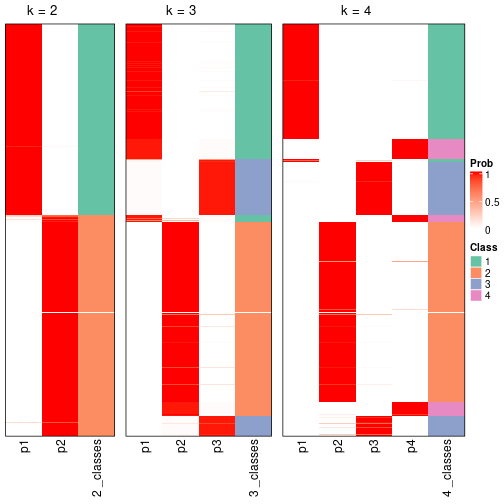 k = 2
k = 3
k = 4
p1
p2
2_classes
p1
p2
p3
3_classes
p1
p2
p3
p4
4_classes
Prob
1
0.5
0
Class
1
2
3
4